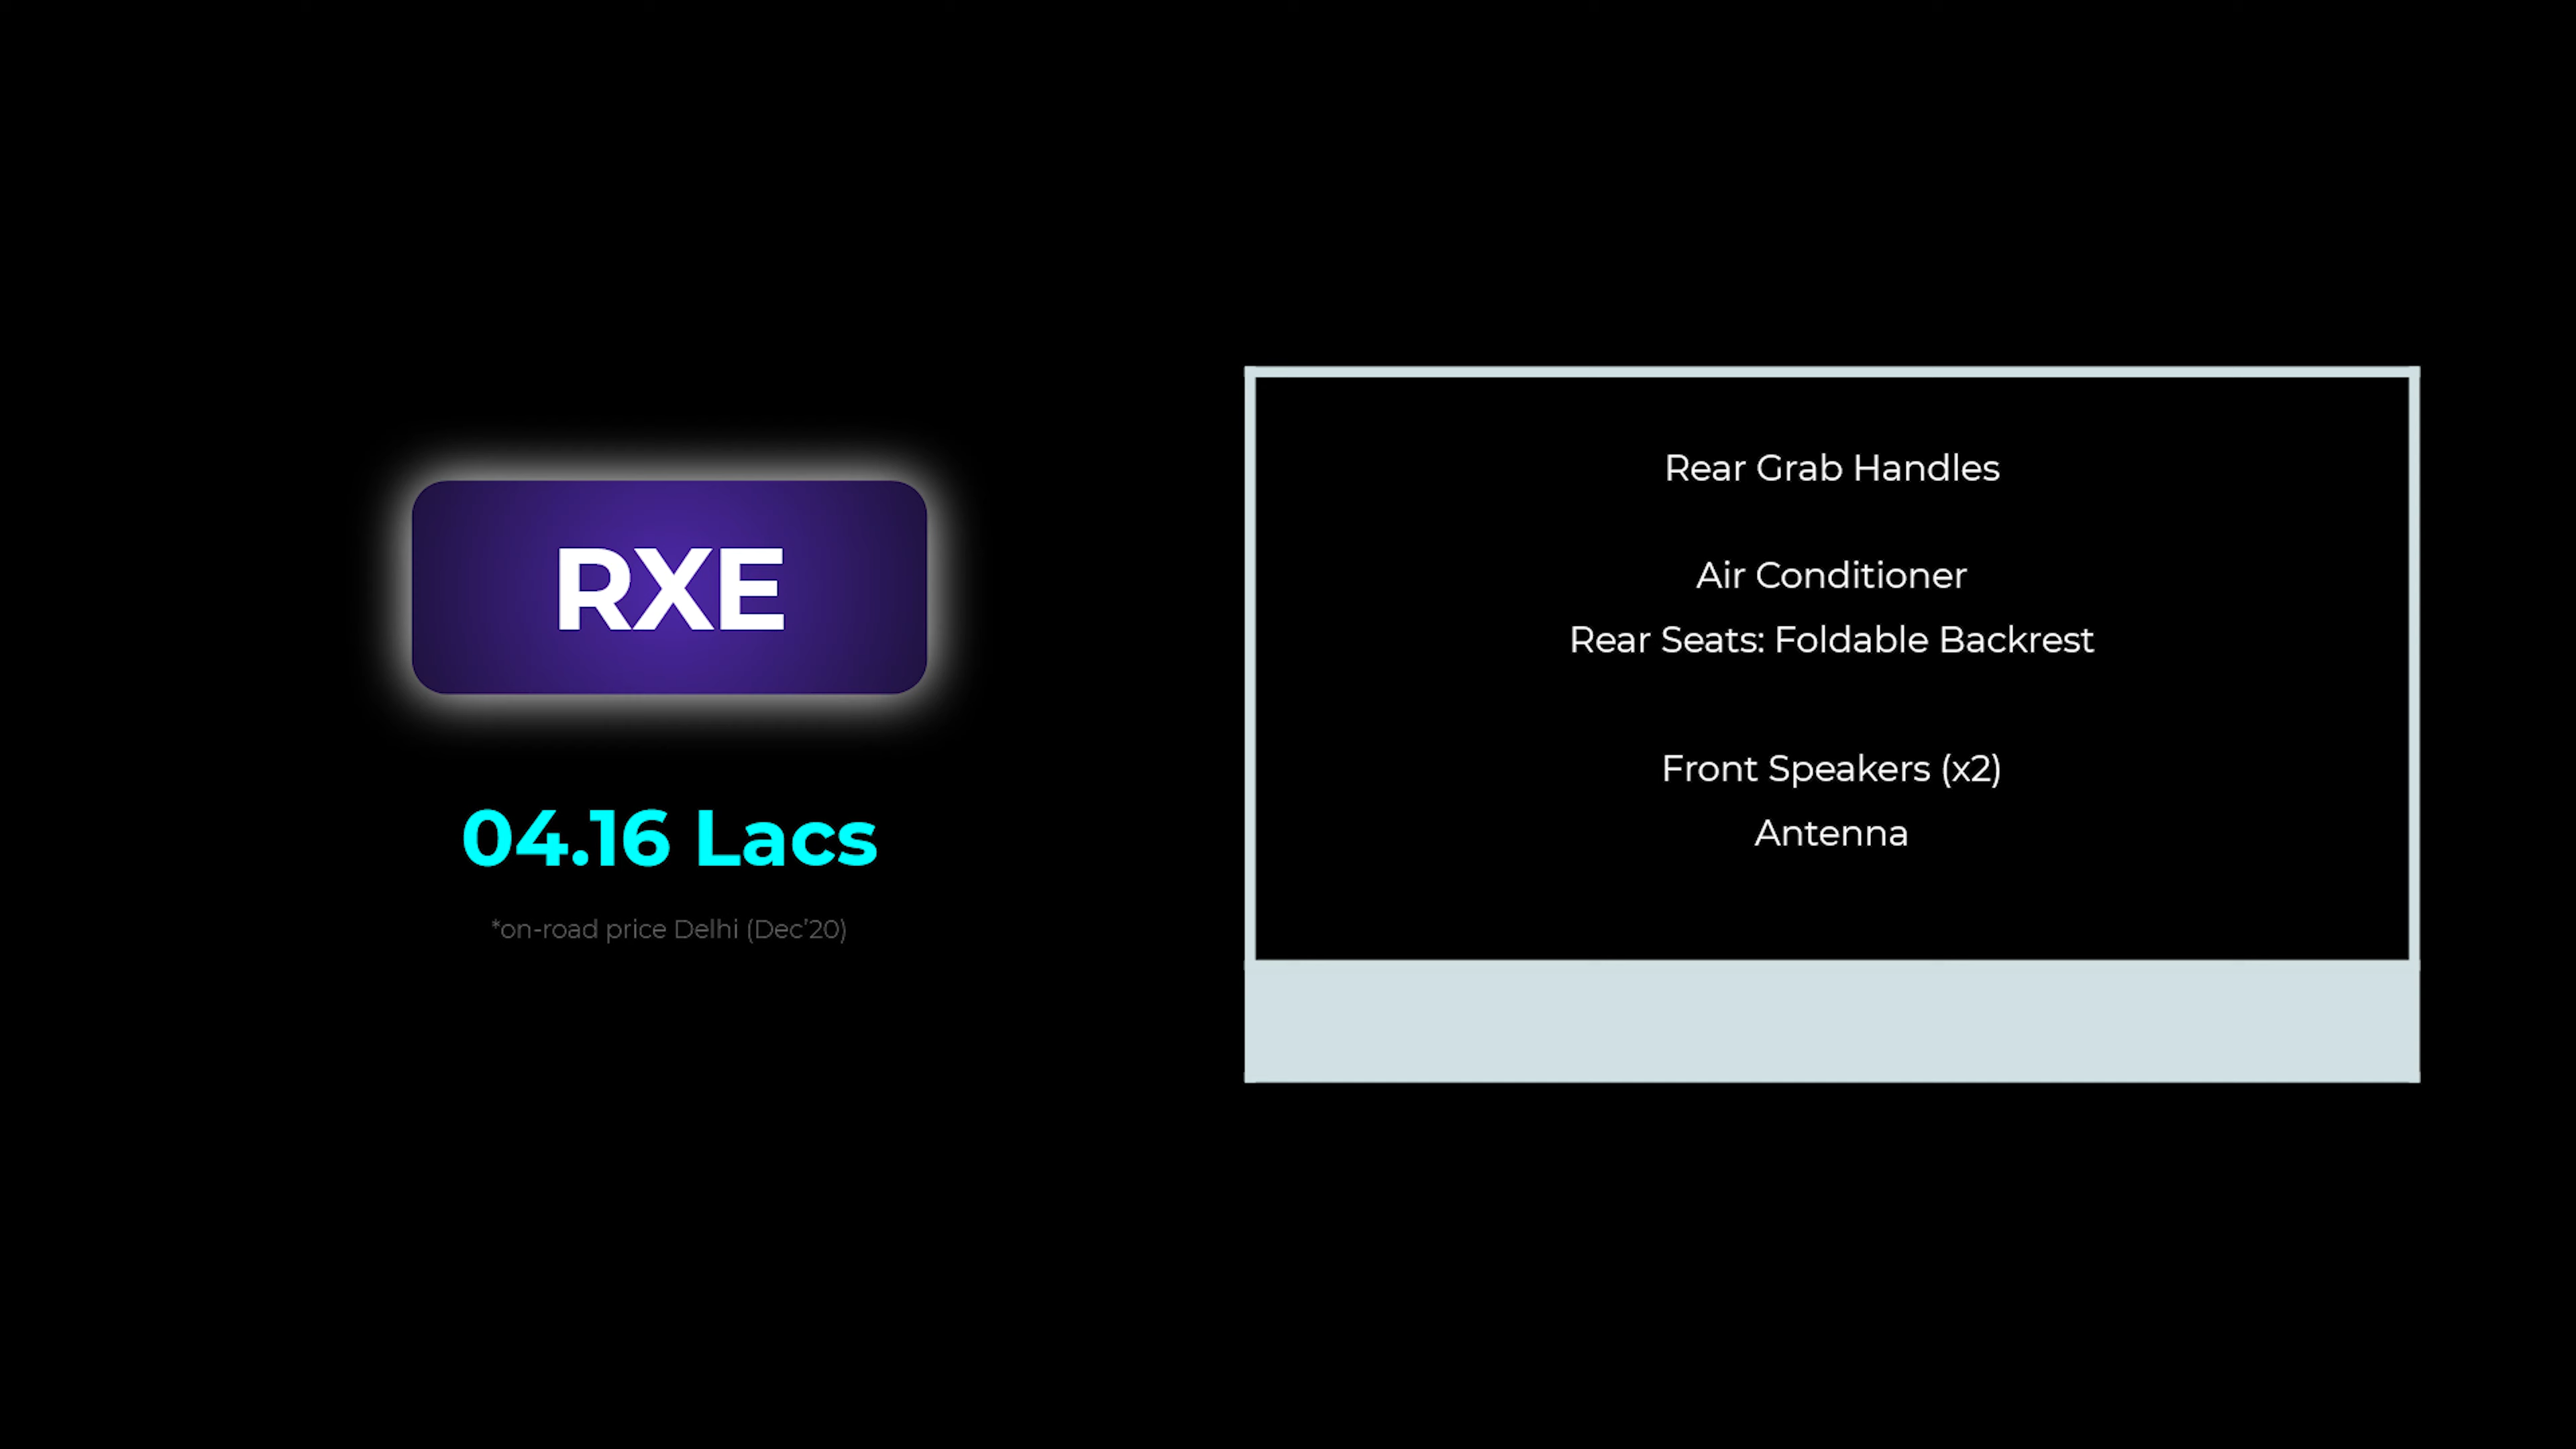 RXE
04.16 Lacs
*on-road price Delhi (Dec'20)
Rear Grab Handles
Air Conditioner
Rear Seats: Foldable Backrest
Front Speakers (x2)
Antenna